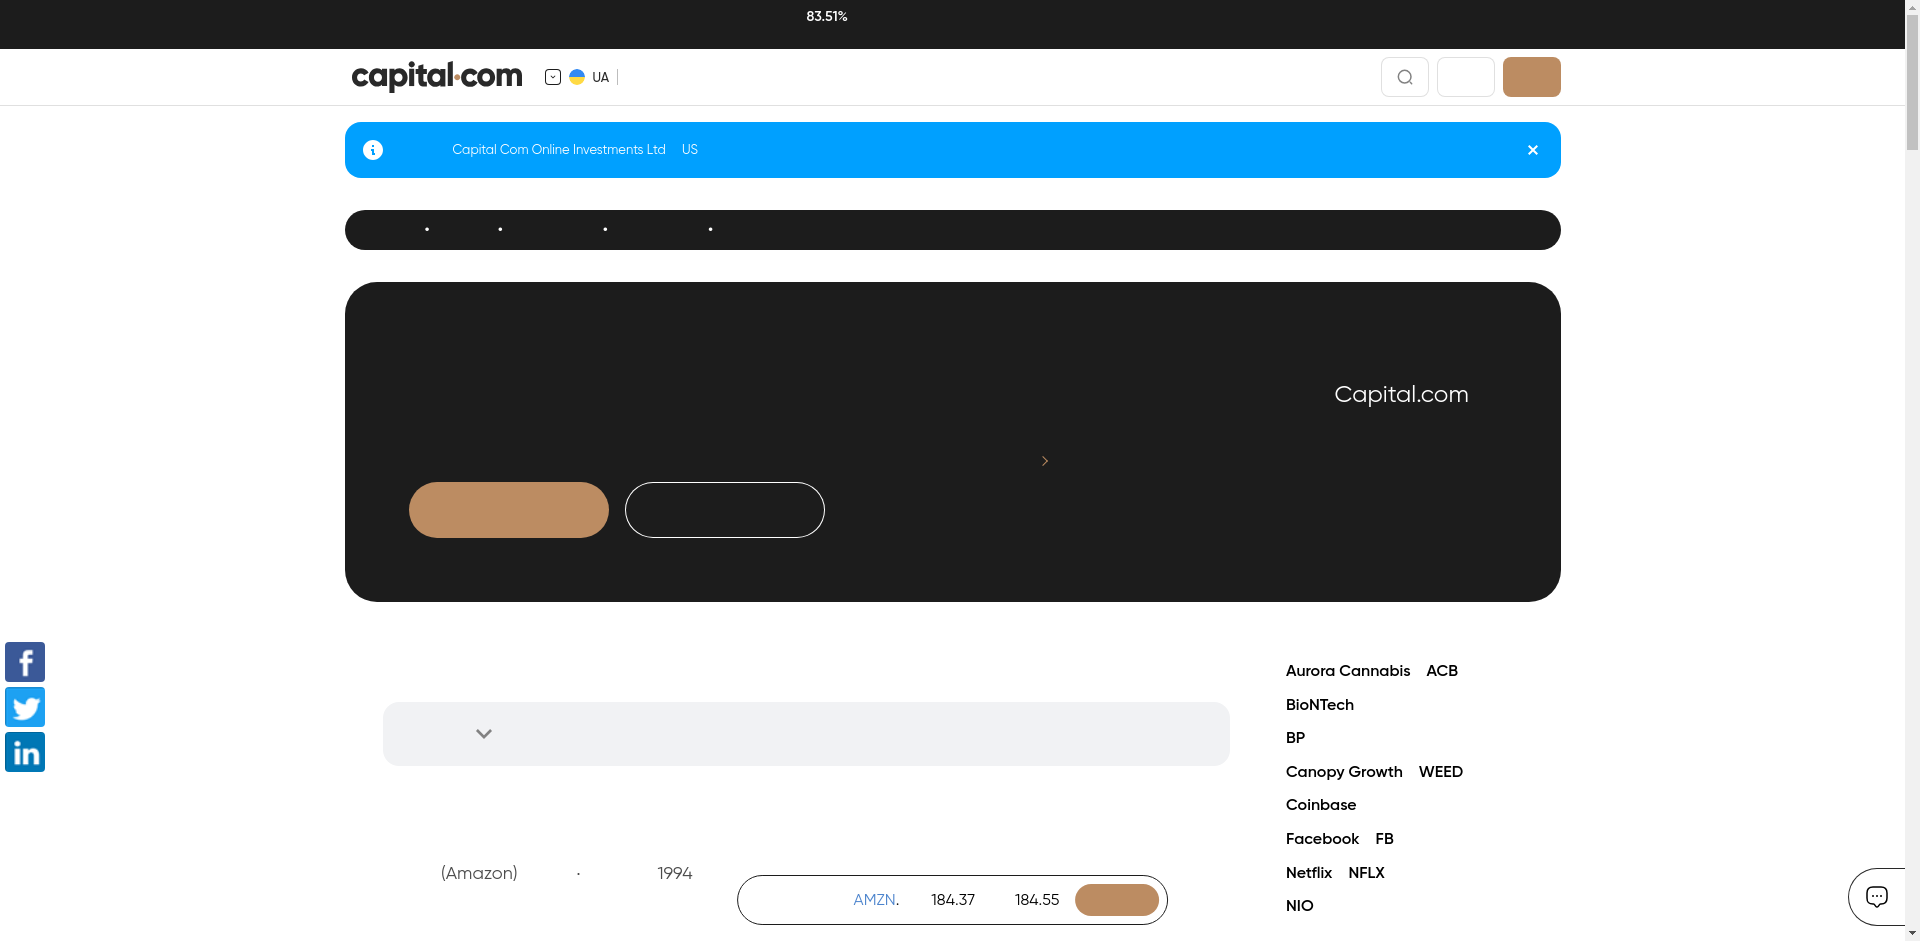 83.51%
capital.com
UA
Capital Com Online Investments Ltd US
Capital.com
Aurora Cannabis ACB
BioNTech
BP
Canopy Growth WEED
Coinbase
Facebook FB
Netflix NFLX
NIO
(Amazon) · 1994
AMZN. 184.37 184.55